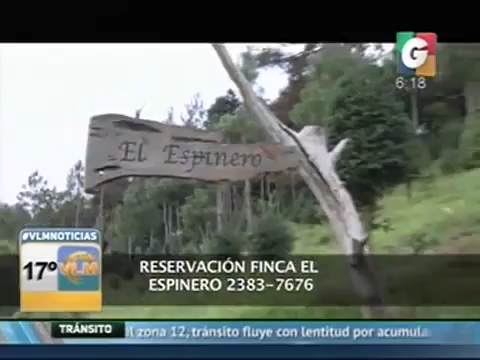 G
6:18
El Espinero
#VLMNOTICIAS
17º
VLM
RESERVACIÓN FINCA EL
ESPINERO 2383-7676
TRÁNSITO
l zona 12, tránsito fluye con lentitud por acumula